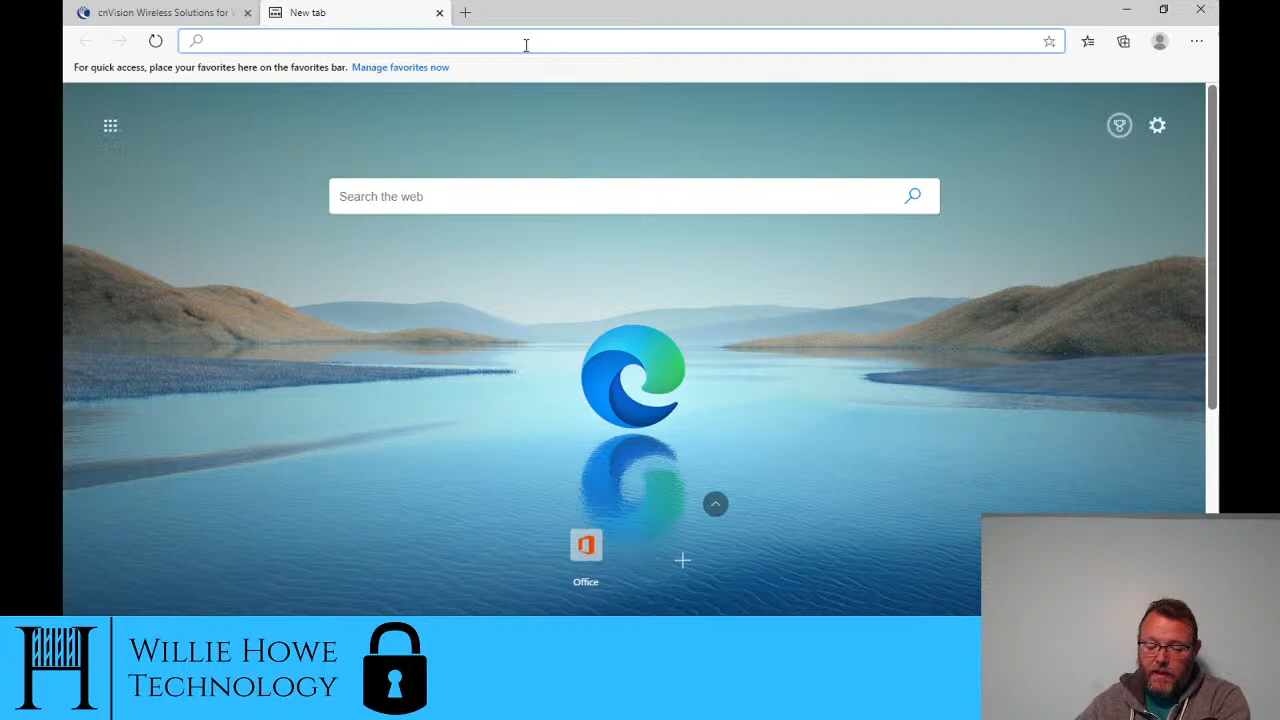 cnVision Wireless Solutions for V
New tab
For quick access, place your favorites here on the favorites bar. Manage favorites now
Search the web
Office
WILLIE HOWE
TECHNOLOGY